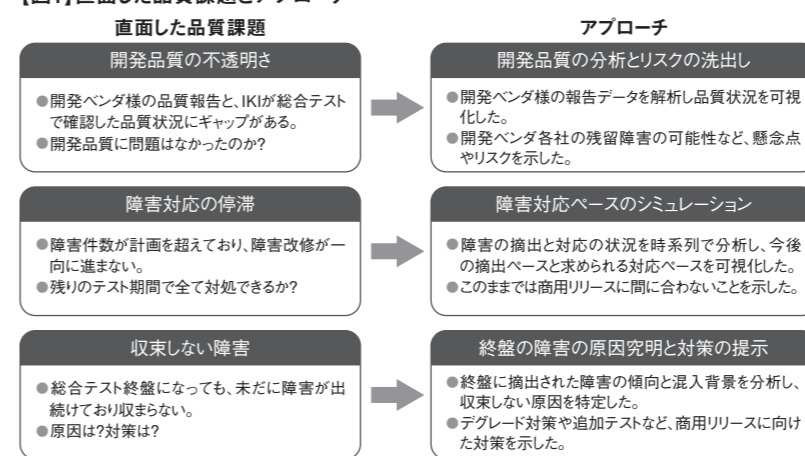 直面した品質課題
アプローチ
開発品質の不透明さ
●開発ベンダ様の品質報告と、IKIが総合テスト
で確認した品質状況にギャップがある。
●開発品質に問題はなかったのか?
開発品質の分析とリスクの洗出し
●開発ベンダ様の報告データを解析し品質状況を可視
化した。
●開発ベンダ各社の残留障害の可能性など、懸念点
やリスクを示した。
障害対応の停滞
●障害件数が計画を超えており、障害改修が一
向に進まない。
●残りのテスト期間で全て対処できるか?
障害対応ペースのシミュレーション
●障害の摘出と対応の状況を時系列で分析し、今後
の摘出ペースと求められる対応ペースを可視化した。
●このままでは商用リリースに間に合わないことを示した。
収束しない障害
●総合テスト終盤になっても、未だに障害が出
続けており収まらない。
●原因は?対策は?
終盤の障害の原因究明と対策の提示
●終盤に摘出された障害の傾向と混入背景を分析し、
収束しない原因を特定した。
●デグレード対策や追加テストなど、商用リリースに向け
た対策を示した。